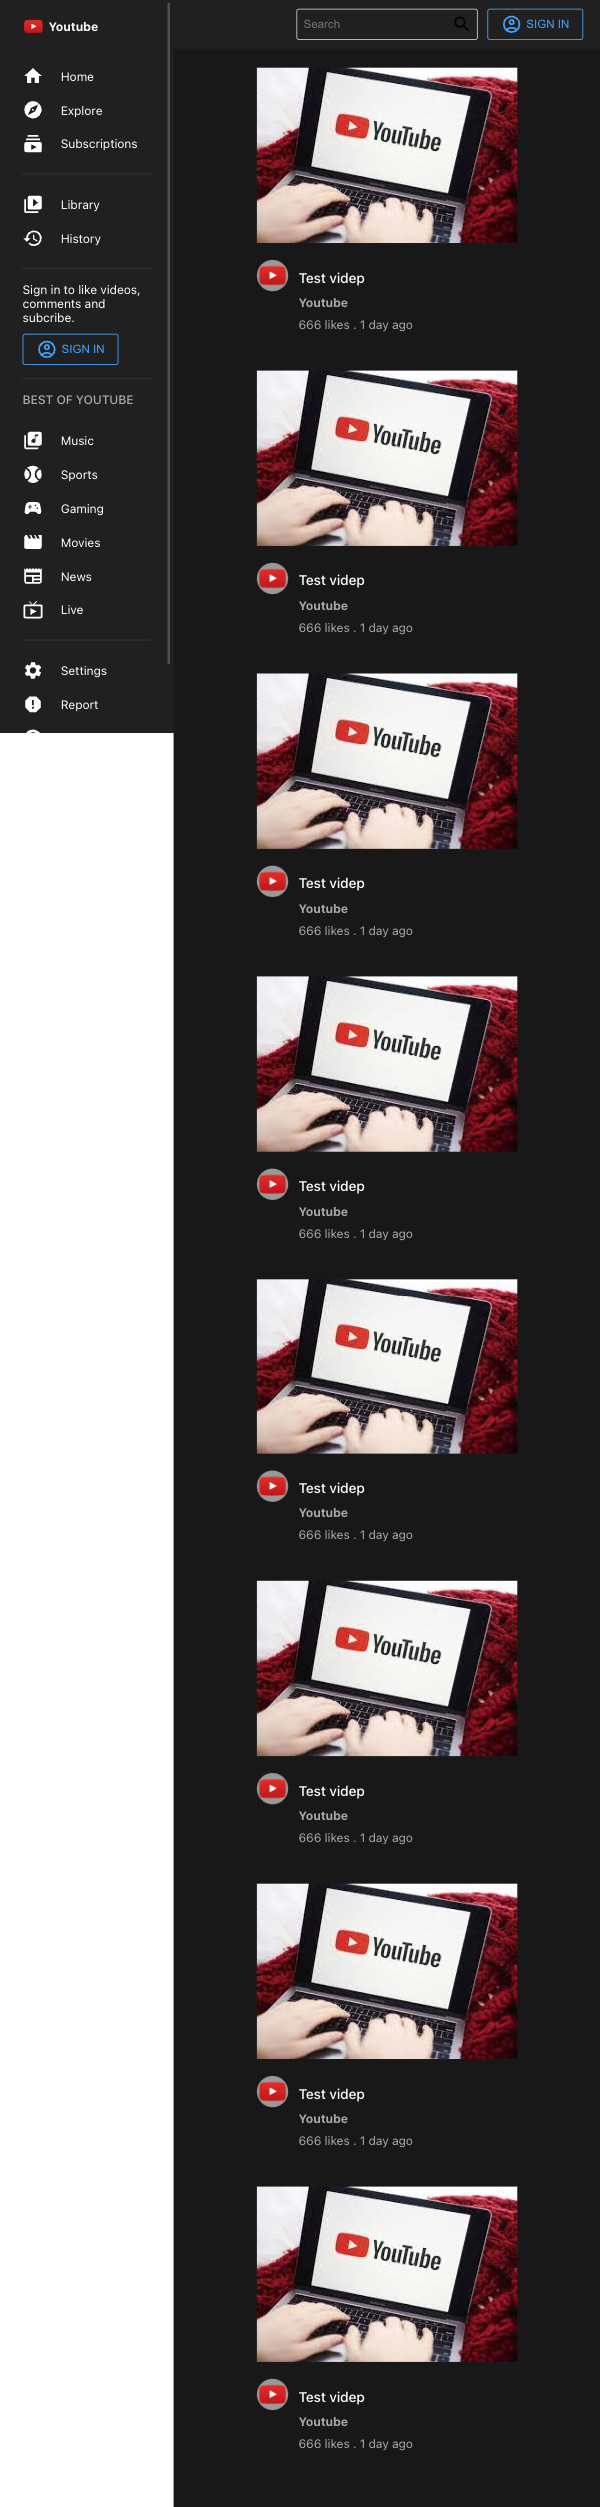 Youtube
Home
Explore
Subscriptions
Library
History
Sign in to like videos,
comments and
subcribe.
SIGN IN
BEST OF YOUTUBE
Music
Sports
Gaming
Movies
News
Live
Settings
Report
Search
SIGN IN
YouTube
Test videp
Youtube
666 likes . 1 day ago
YouTube
Test videp
Youtube
666 likes . 1 day ago
YouTube
Test videp
Youtube
666 likes . 1 day ago
YouTube
Test videp
Youtube
666 likes . 1 day ago
YouTube
Test videp
Youtube
666 likes . 1 day ago
YouTube
Test videp
Youtube
666 likes . 1 day ago
YouTube
Test videp
Youtube
666 likes . 1 day ago
YouTube
Test videp
Youtube
666 likes . 1 day ago